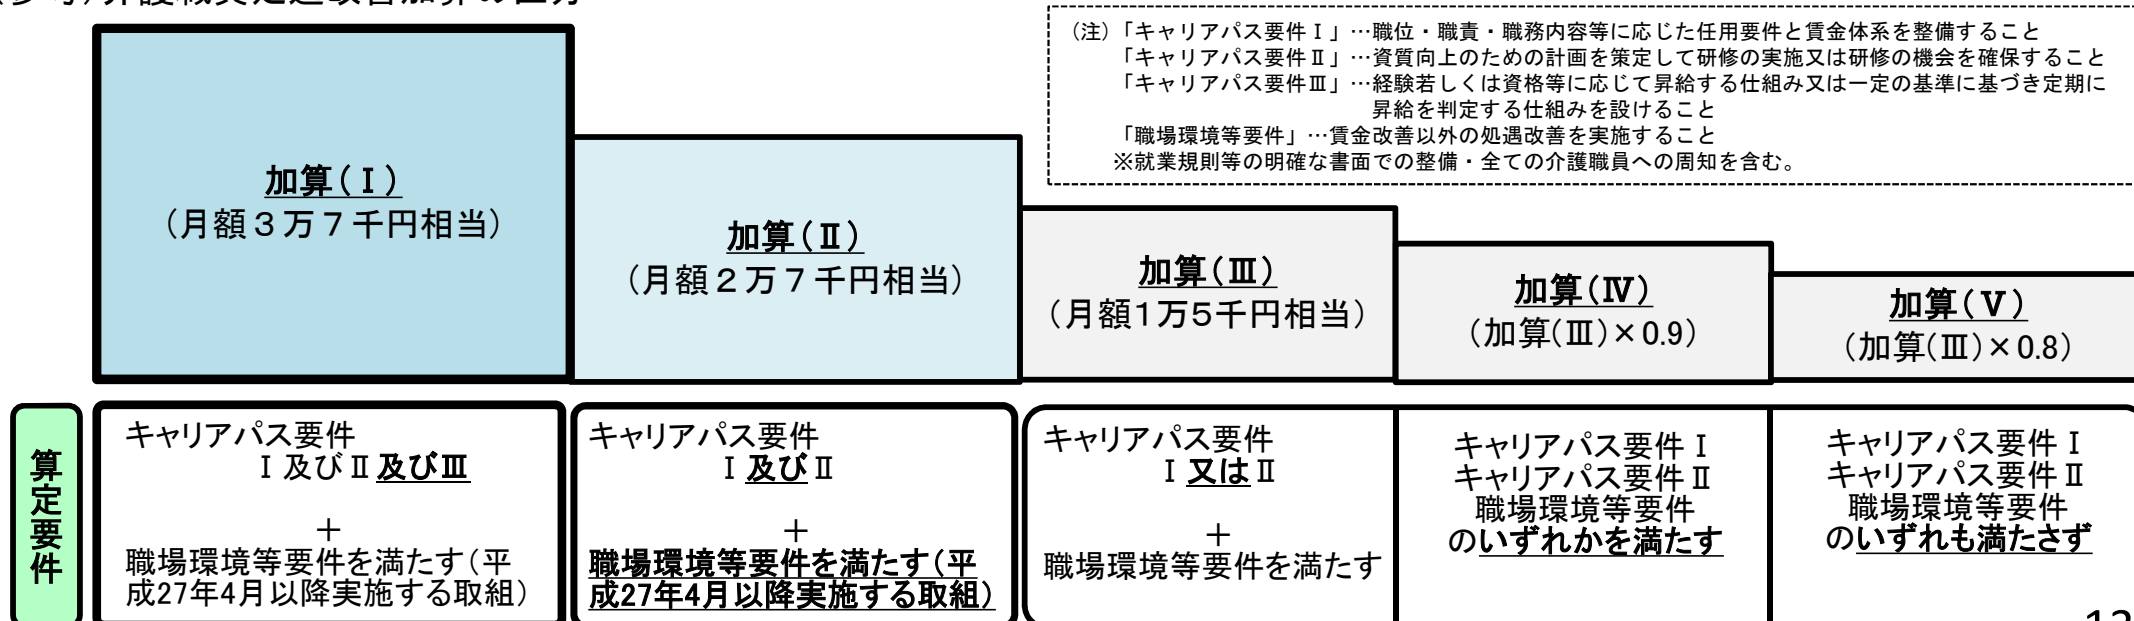 (注)「キャリアパス要件Ⅰ」…職位・職責・職務内容等に応じた任用要件と賃金体系を整備すること
「キャリアパス要件Ⅱ」…資質向上のための計画を策定して研修の実施又は研修の機会を確保すること
「キャリアパス要件Ⅲ」…経験若しくは資格等に応じて昇給する仕組み又は一定の基準に基づき定期に
昇給を判定する仕組みを設けること
「職場環境等要件」…賃金改善以外の処遇改善を実施すること
※就業規則等の明確な書面での整備・全ての介護職員への周知を含む。
加算(Ⅰ)
(月額3万7千円相当)
加算(Ⅱ)
(月額2万7千円相当)
加算(Ⅲ)
(月額1万5千円相当)
加算(Ⅳ)
(加算(Ⅲ)×0.9)
加算(Ⅴ)
(加算(Ⅲ)×0.8)
算定要件
キャリアパス要件
Ⅰ及びⅡ及びⅢ
+
職場環境等要件を満たす(平
成27年4月以降実施する取組)
キャリアパス要件
Ⅰ及びⅡ
+
職場環境等要件を満たす(平
成27年4月以降実施する取組)
キャリアパス要件
Ⅰ又はⅡ
+
職場環境等要件を満たす
キャリアパス要件Ⅰ
キャリアパス要件Ⅱ
職場環境等要件
のいずれかを満たす
キャリアパス要件Ⅰ
キャリアパス要件Ⅱ
職場環境等要件
のいずれも満たさず